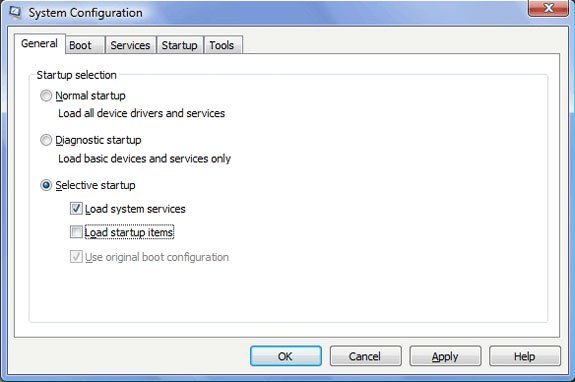 System Configuration
General Boot Services Startup Tools
Startup selection
Normal startup
Load all device drivers and services
Diagnostic startup
Load basic devices and services only
Selective startup
Load system services
Load startup items
Use original boot configuration
OK Cancel Apply Help